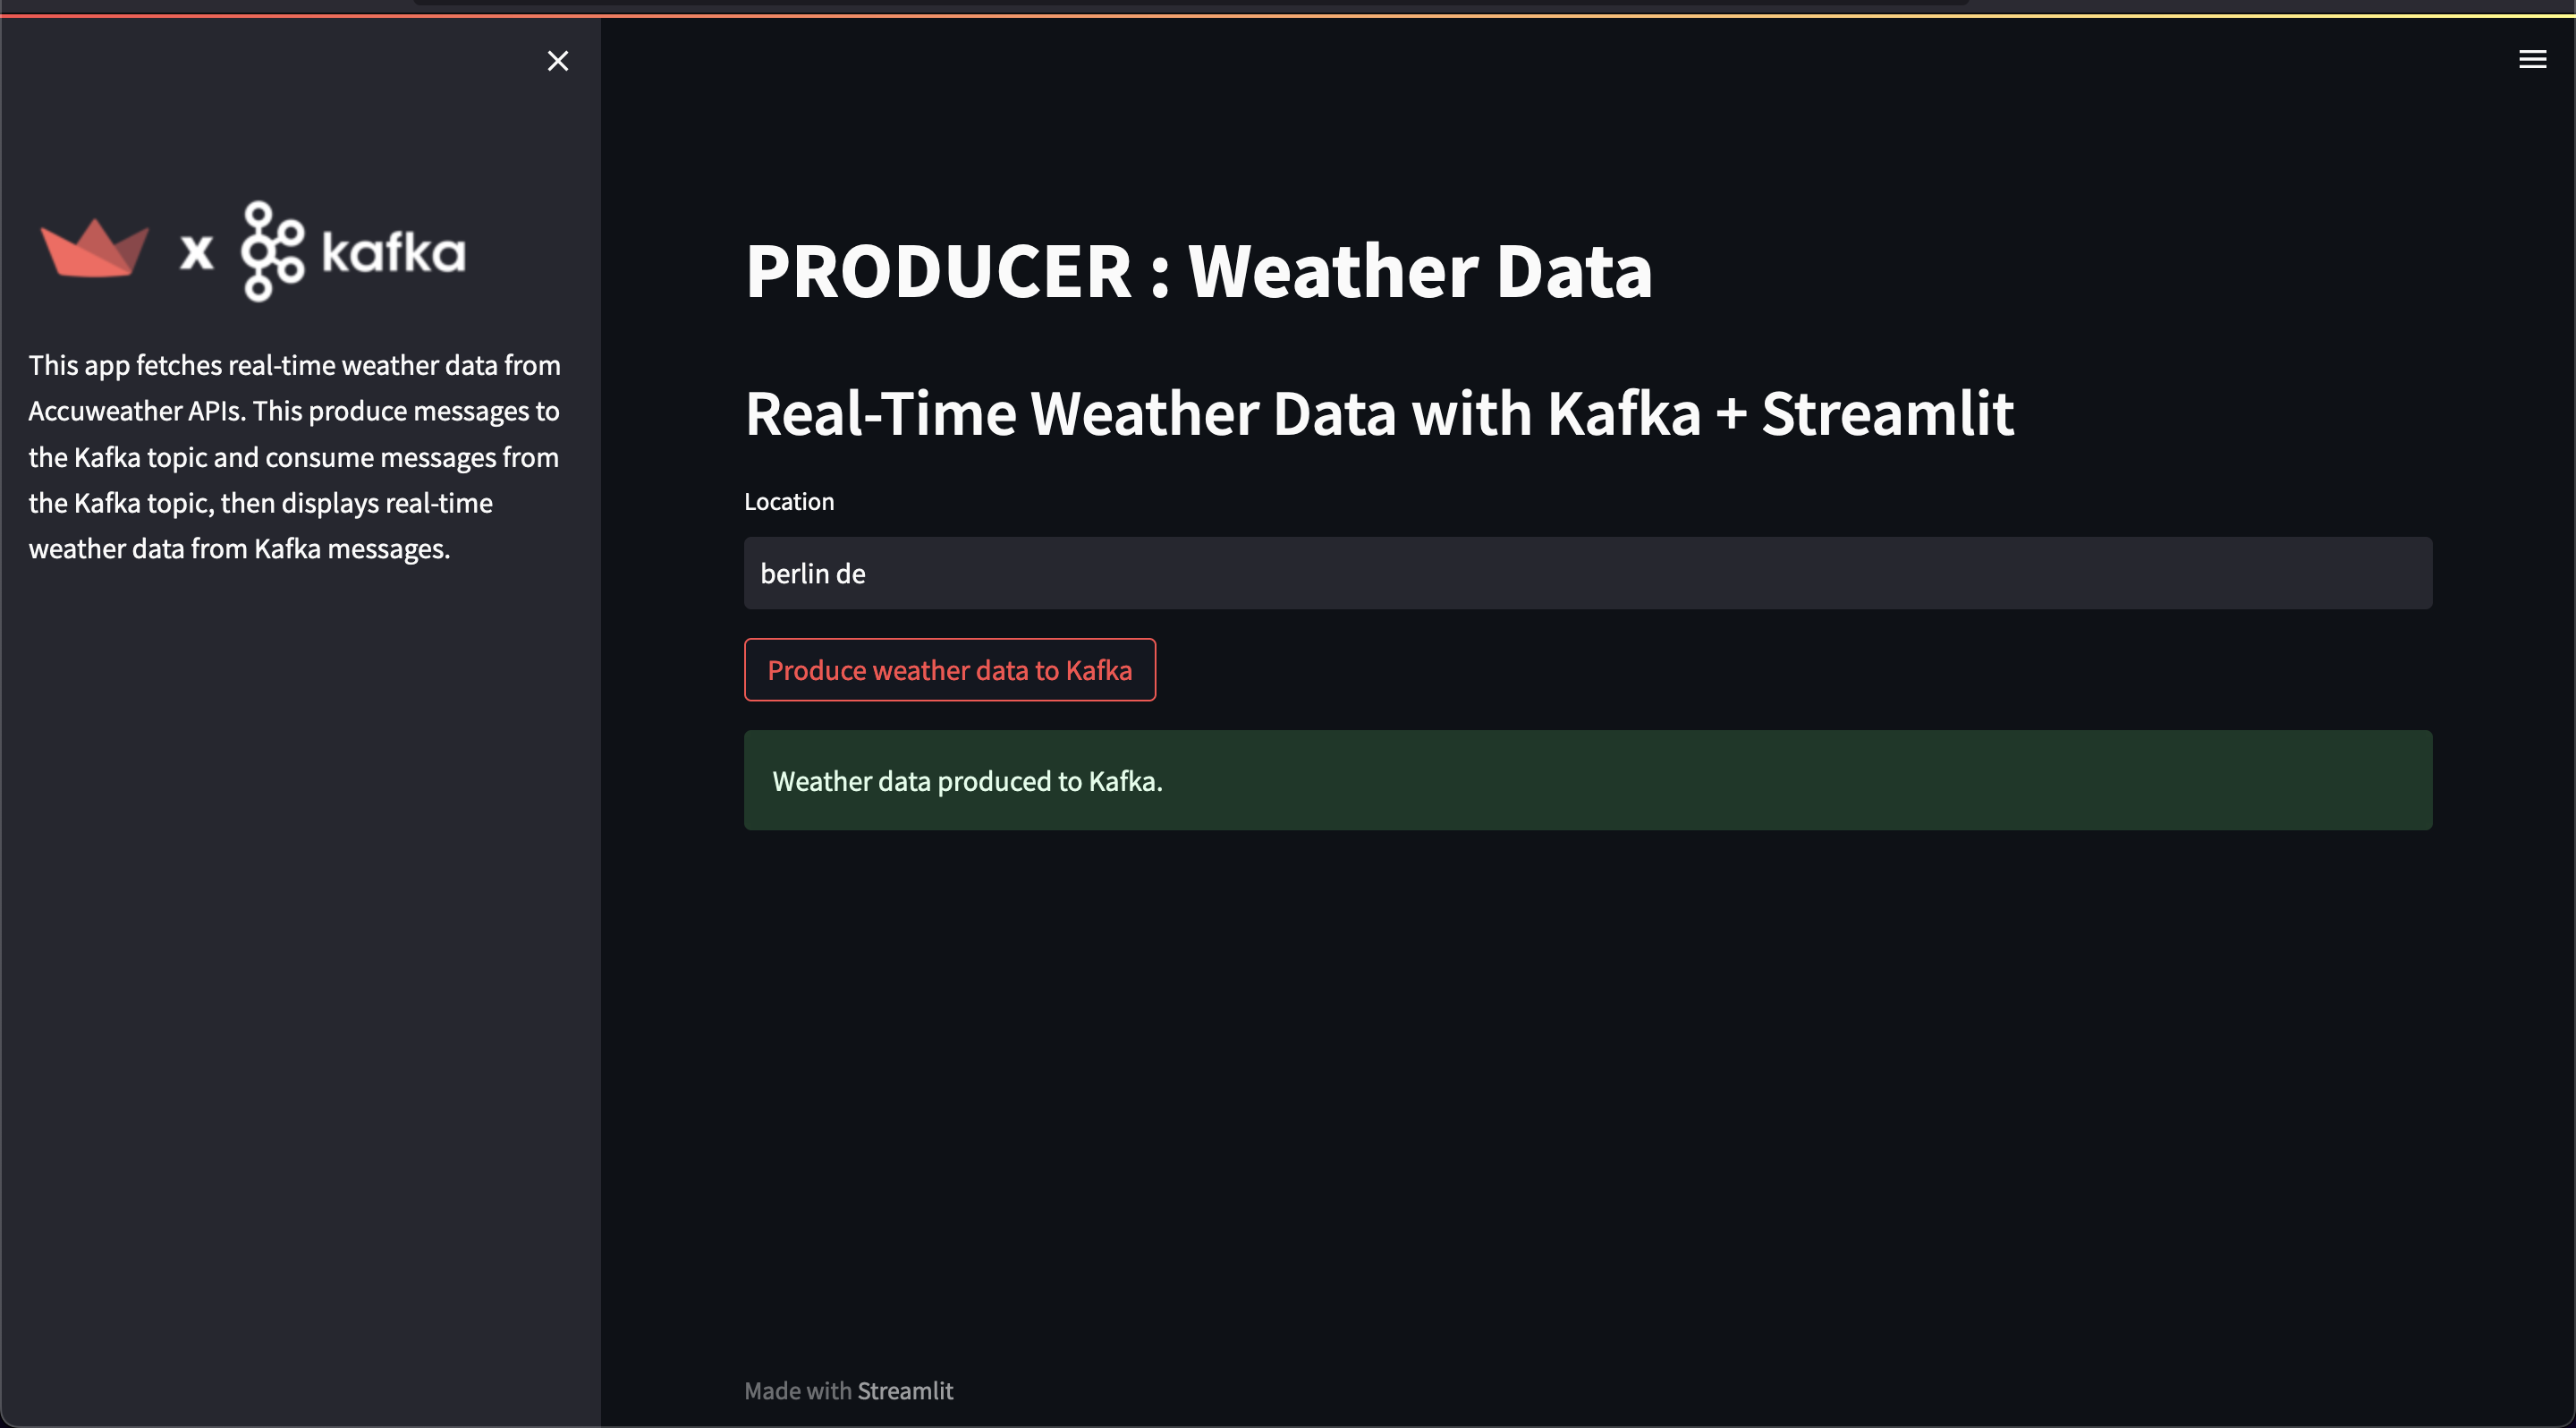 x kafka
This app fetches real-time weather data from
Accuweather APIs. This produce messages to
the Kafka topic and consume messages from
the Kafka topic, then displays real-time
weather data from Kafka messages.
PRODUCER : Weather Data
Real-Time Weather Data with Kafka + Streamlit
Location
berlin de
Produce weather data to Kafka
Weather data produced to Kafka.
Made with Streamlit